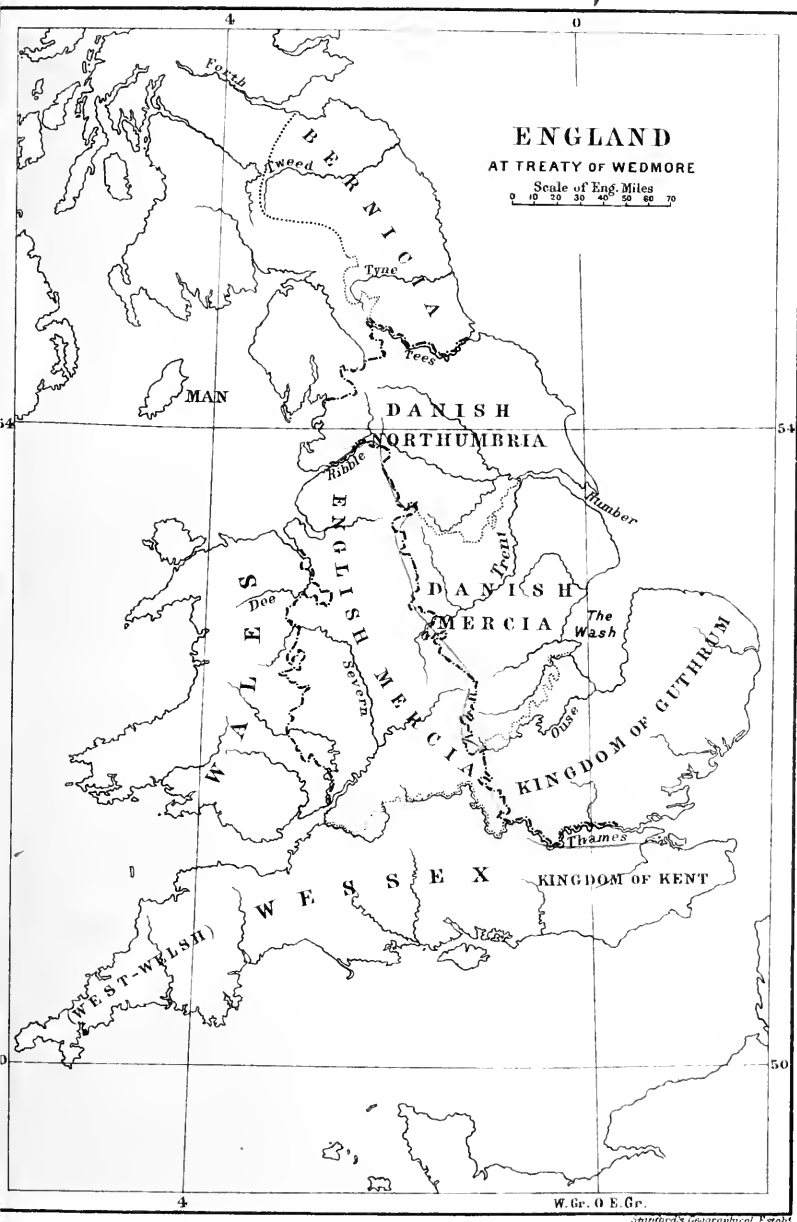 4
0
ENGLAND
AT TREATY OF WEDMORE
Scale of Eng. Miles
0 10 20 30 40 50 60 70
Forth
BERNICIA
Tweed
Tyne
Tees
MAN
54
54
DANISH
NORTHUMBRIA
Ribble
Humber
ENGLISH MERCIA
Trent
DANISH
MERCIA
The
Wash
Dee
WALES
Severn
Ouse
KINGDOM OF GUTHRUM
Thames
WESSEX
KINGDOM OF KENT
(WEST-WELSH)
0
50
4
W.Gr. 0 E.Gr.
Stanford's Geographical Estabt